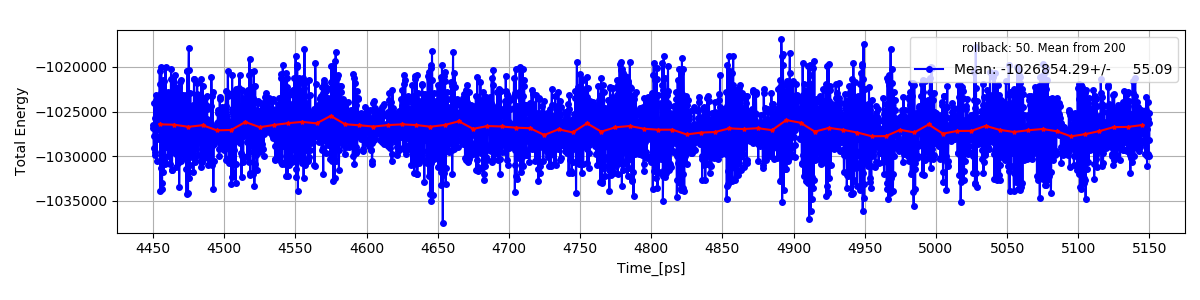 rollback: 50. Mean from 200
Mean: -1026854.29+/- 55.09
Total Energy
−1020000
−1025000
−1030000
−1035000
4450 4500 4550 4600 4650 4700 4750 4800 4850 4900 4950 5000 5050 5100 5150
Time_[ps]